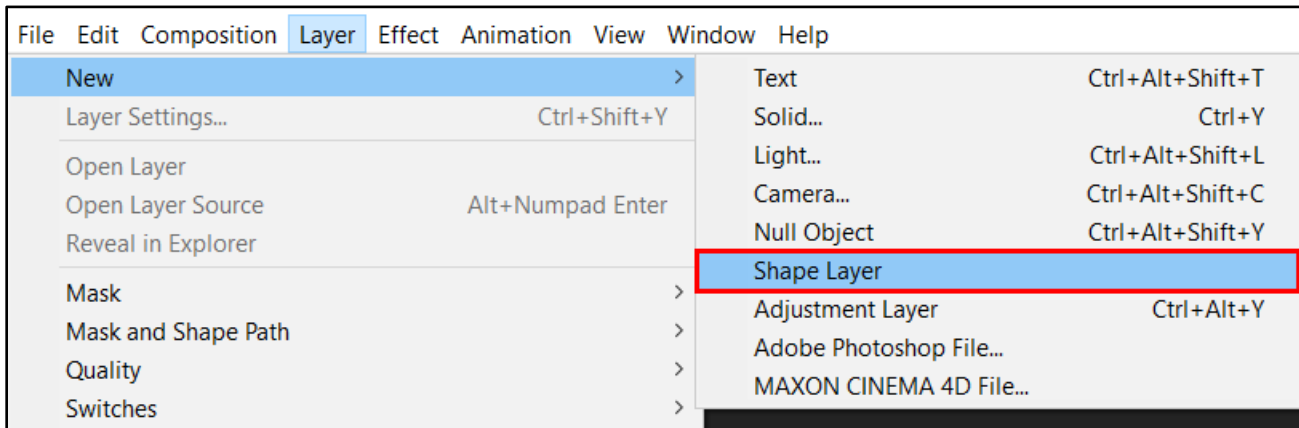 File Edit Composition Layer Effect Animation View Window Help
New >
Layer Settings... Ctrl+Shift+Y
Open Layer
Open Layer Source Alt+Numpad Enter
Reveal in Explorer
Mask >
Mask and Shape Path >
Quality >
Switches >
Text Ctrl+Alt+Shift+T
Solid... Ctrl+Y
Light... Ctrl+Alt+Shift+L
Camera... Ctrl+Alt+Shift+C
Null Object Ctrl+Alt+Shift+Y
Shape Layer
Adjustment Layer Ctrl+Alt+Y
Adobe Photoshop File...
MAXON CINEMA 4D File...